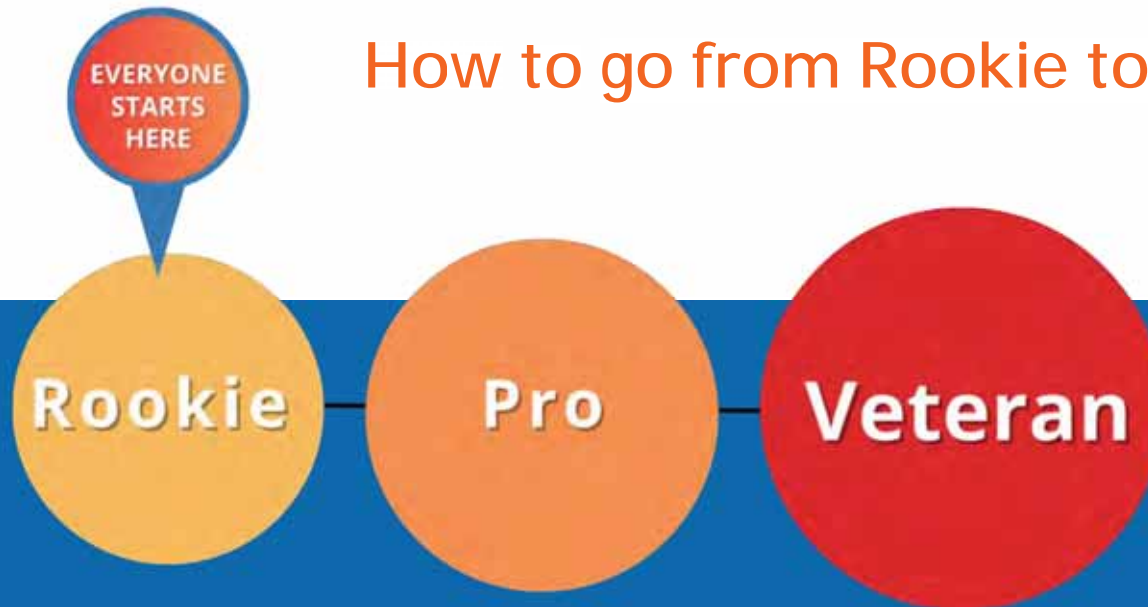 EVERYONE
STARTS
HERE
How to go from Rookie to
Rookie
Pro
Veteran